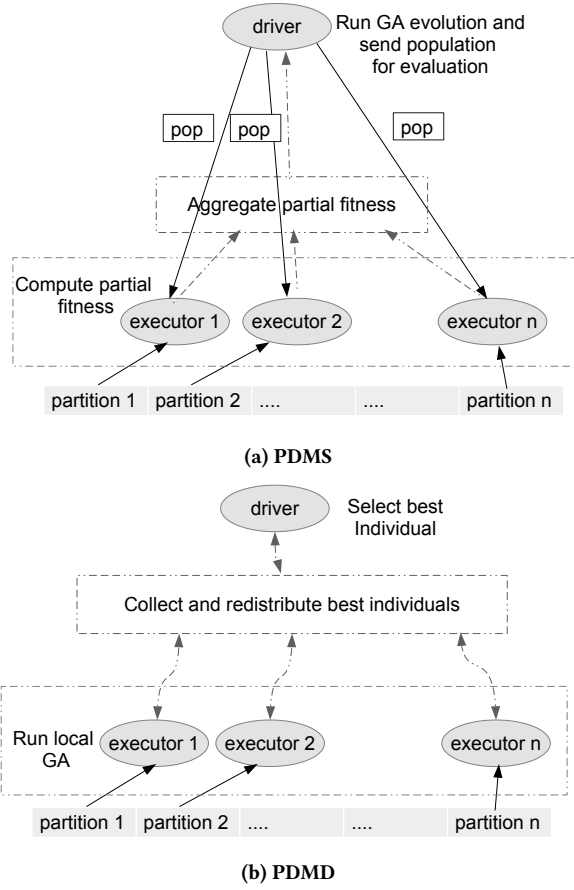 driver
Run GA evolution and
send population
for evaluation
pop
pop
pop
Aggregate partial fitness
Compute partial
fitness
executor 1
executor 2
executor n
partition 1
partition 2
....
....
partition n
(a) PDMS
driver
Select best
Individual
Collect and redistribute best individuals
Run local
GA
executor 1
executor 2
executor n
partition 1
partition 2
....
....
partition n
(b) PDMD